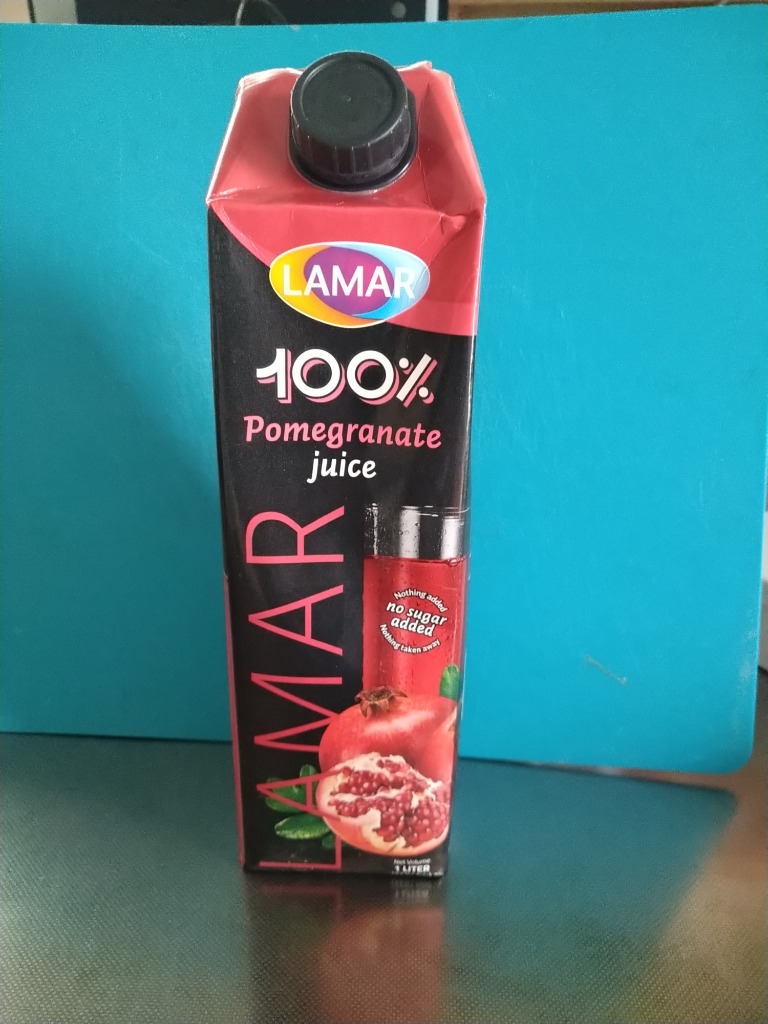 LAMAR
100%
Pomegranate
juice
LAMAR
Nothing added
no sugar
added
Nothing taken away
Net Volume
1 LITER